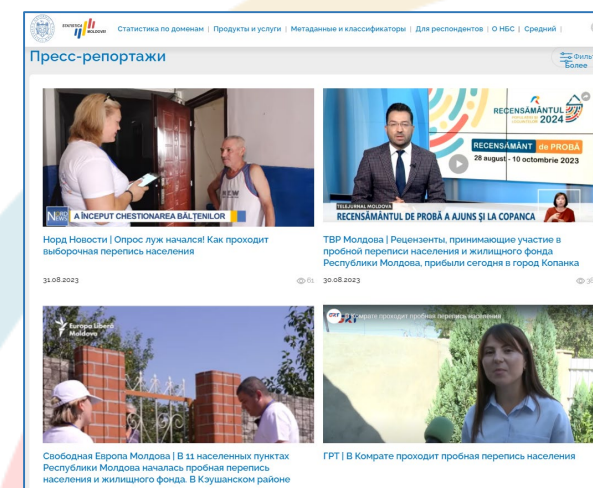 STATISTICA MOLDOVEI
Статистика по доменам | Продукты и услуги | Метаданные и классификаторы | Для респондентов | О НБС | Средний |
Пресс-репортажи
Фильт
Более
NORD NEWS
A ÎNCEPUT CHESTIONAREA BĂLȚENILOR
RECENSĂMÂNTUL
2024
RECENSĂMÂNT de PROBĂ
28 august - 10 octombrie 2023
TELEJURNAL MOLDOVA
RECENSĂMÂNTUL DE PROBĂ A AJUNS ȘI LA COPANCA
Норд Новости | Опрос луж начался! Как проходит
выборочная перепись населения
31.08.2023
61
ТВР Молдова | Рецензенты, принимающие участие в
пробной переписи населения и жилищного фонда
Республики Молдова, прибыли сегодня в город Копанка
30.08.2023
Europa Liberă
Moldova
В Комрате проходит пробная перепись населения
Свободная Европа Молдова | В 11 населенных пунктах
Республики Молдова началась пробная перепись
населения и жилищного фонда. В Кэушанском районе
ГРТ | В Комрате проходит пробная перепись населения